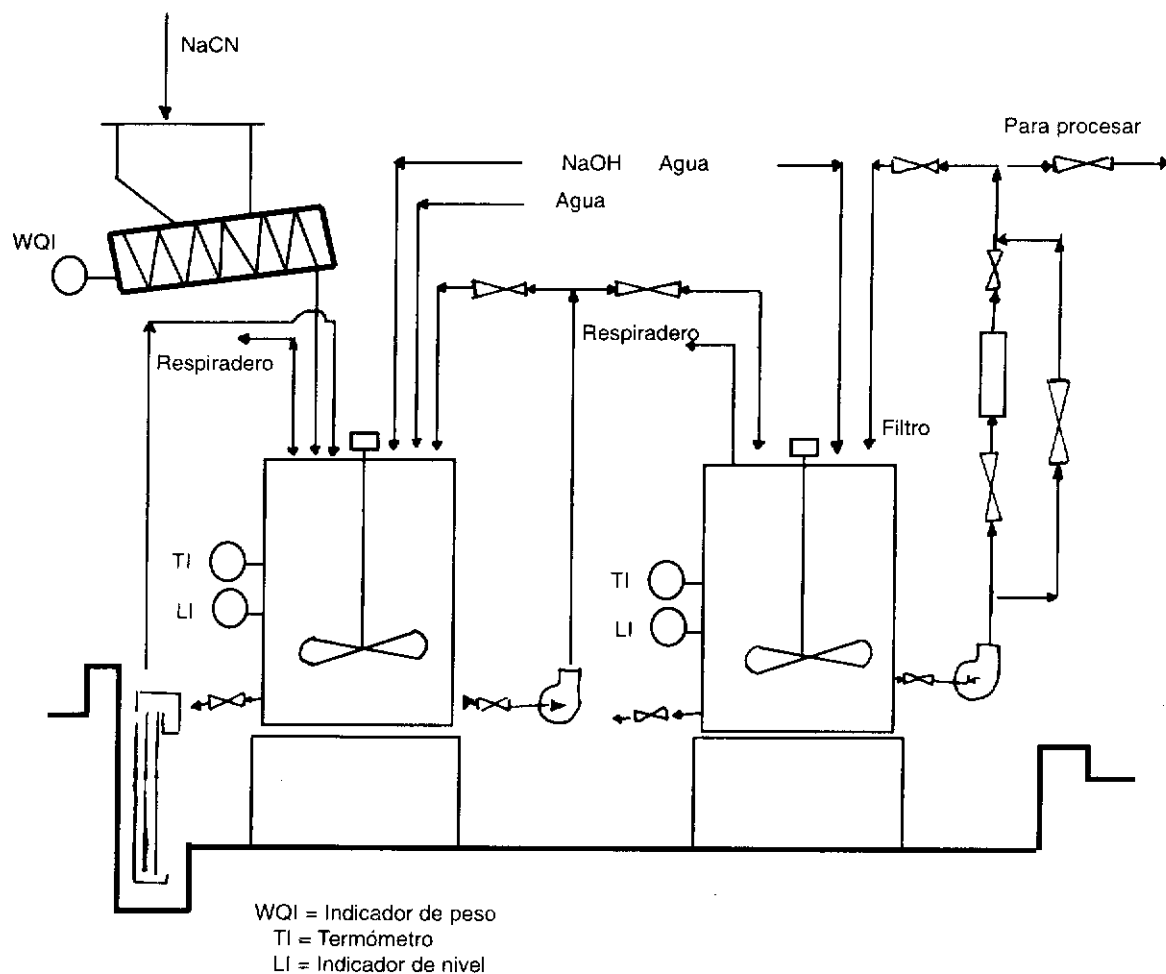 NaCN
Para procesar
NaOH Agua
Agua
WQI
Respiradero
Respiradero
Filtro
TI
LI
TI
LI
WQI = Indicador de peso
TI = Termómetro
LI = Indicador de nivel